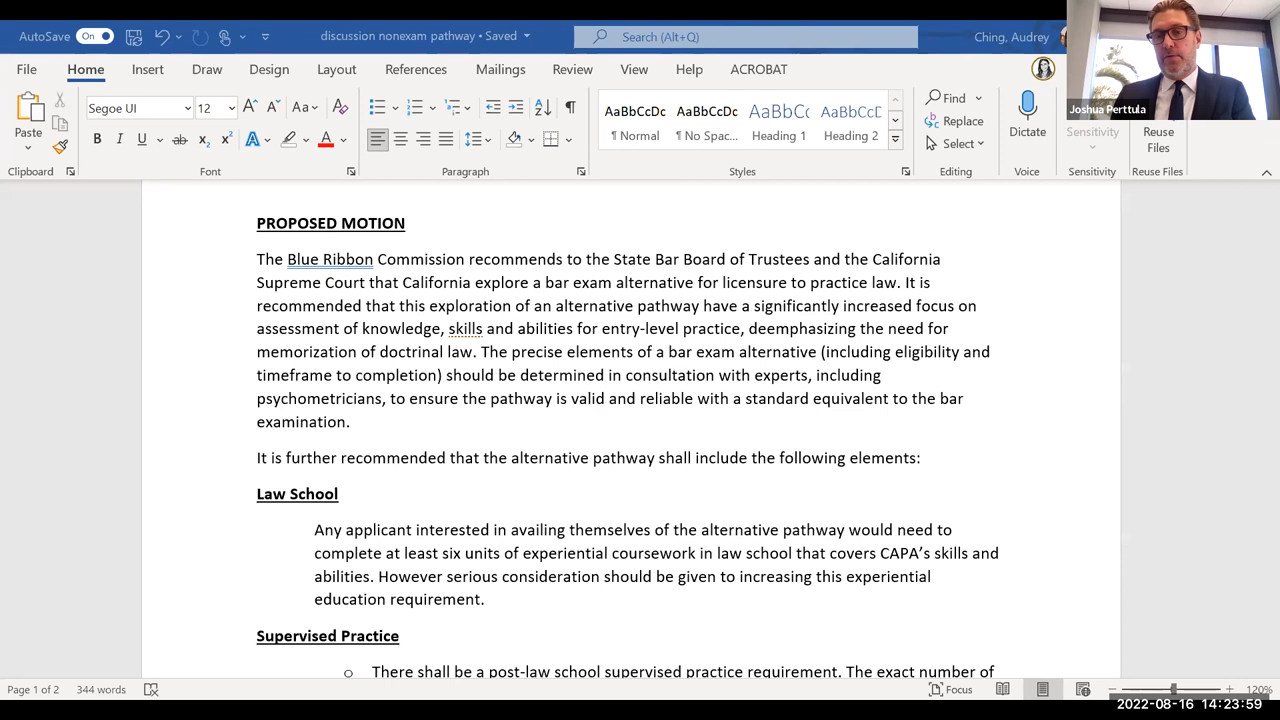 AutoSave On discussion nonexam pathway • Saved Search (Alt+Q) Ching, Audrey
File Home Insert Draw Design Layout References Mailings Review View Help ACROBAT
Joshua Perttula
Paste
Segoe UI 12
Aa
B I U ab x₂ x² A A
AaBbCcDc AaBbCcDc AaBbCc AaBbCcD
¶ Normal ¶ No Spac... Heading 1 Heading 2
Find
Replace
Select
Dictate
Sensitivity
Reuse
Files
Clipboard Font Paragraph Styles Editing Voice Sensitivity Reuse Files
PROPOSED MOTION
The Blue Ribbon Commission recommends to the State Bar Board of Trustees and the California
Supreme Court that California explore a bar exam alternative for licensure to practice law. It is
recommended that this exploration of an alternative pathway have a significantly increased focus on
assessment of knowledge, skills and abilities for entry-level practice, deemphasizing the need for
memorization of doctrinal law. The precise elements of a bar exam alternative (including eligibility and
timeframe to completion) should be determined in consultation with experts, including
psychometricians, to ensure the pathway is valid and reliable with a standard equivalent to the bar
examination.
It is further recommended that the alternative pathway shall include the following elements:
Law School
Any applicant interested in availing themselves of the alternative pathway would need to
complete at least six units of experiential coursework in law school that covers CAPA's skills and
abilities. However serious consideration should be given to increasing this experiential
education requirement.
Supervised Practice
o There shall be a post-law school supervised practice requirement. The exact number of
Page 1 of 2 344 words Focus 120%
2022-08-16 14:23:59